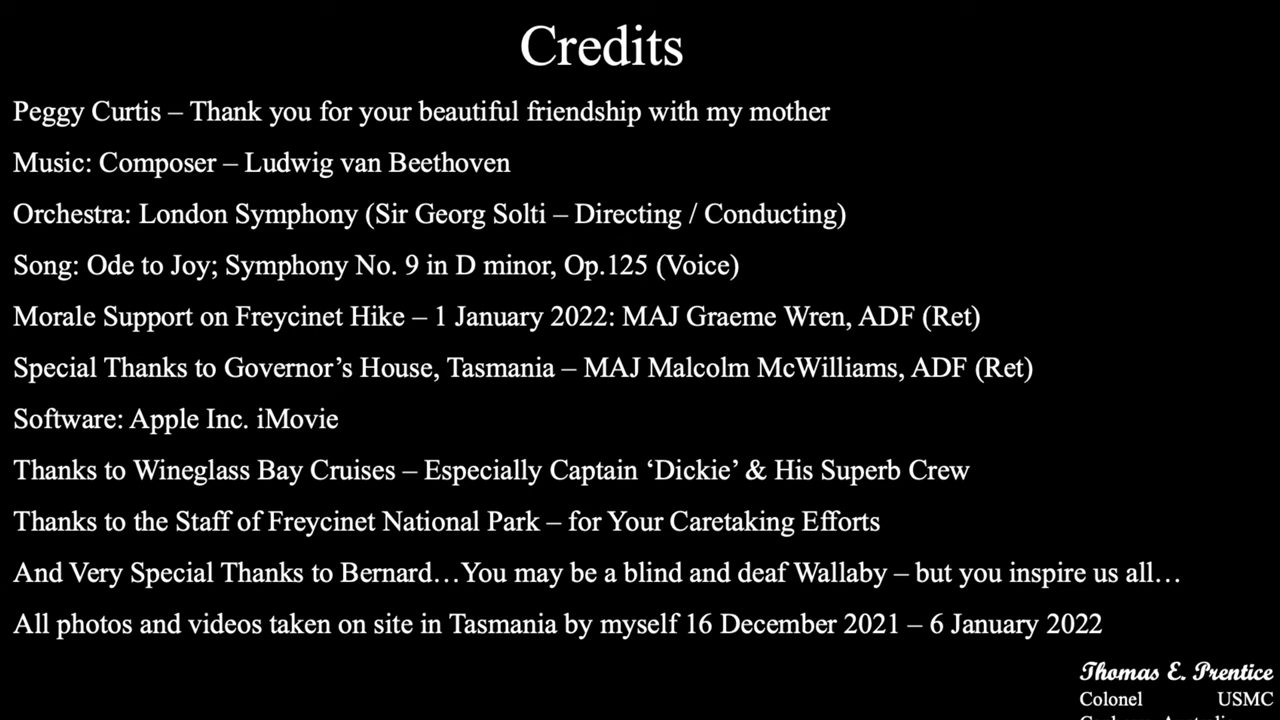 Credits
Peggy Curtis – Thank you for your beautiful friendship with my mother
Music: Composer – Ludwig van Beethoven
Orchestra: London Symphony (Sir Georg Solti – Directing / Conducting)
Song: Ode to Joy; Symphony No. 9 in D minor, Op.125 (Voice)
Morale Support on Freycinet Hike – 1 January 2022: MAJ Graeme Wren, ADF (Ret)
Special Thanks to Governor’s House, Tasmania – MAJ Malcolm McWilliams, ADF (Ret)
Software: Apple Inc. iMovie
Thanks to Wineglass Bay Cruises – Especially Captain ‘Dickie’ & His Superb Crew
Thanks to the Staff of Freycinet National Park – for Your Caretaking Efforts
And Very Special Thanks to Bernard…You may be a blind and deaf Wallaby – but you inspire us all…
All photos and videos taken on site in Tasmania by myself 16 December 2021 – 6 January 2022
Thomas E. Prentice
Colonel USMC